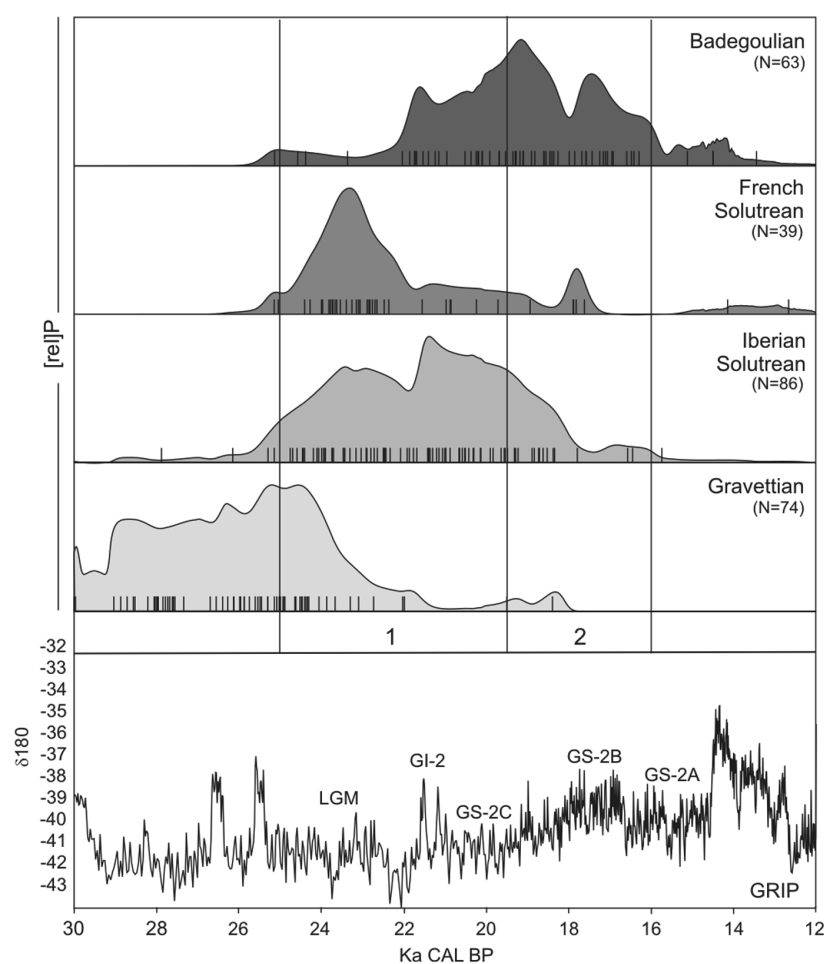 Badegoulian
(N=63)
French
Solutrean
(N=39)
[rel]P
Iberian
Solutrean
(N=86)
Gravettian
(N=74)
1
2
-32
-33
-34
-35
-36
-37
-38
-39
-40
-41
-42
-43
δ180
LGM
GI-2
GS-2C
GS-2B
GS-2A
GRIP
30
28
26
24
22
20
18
16
14
12
Ka CAL BP